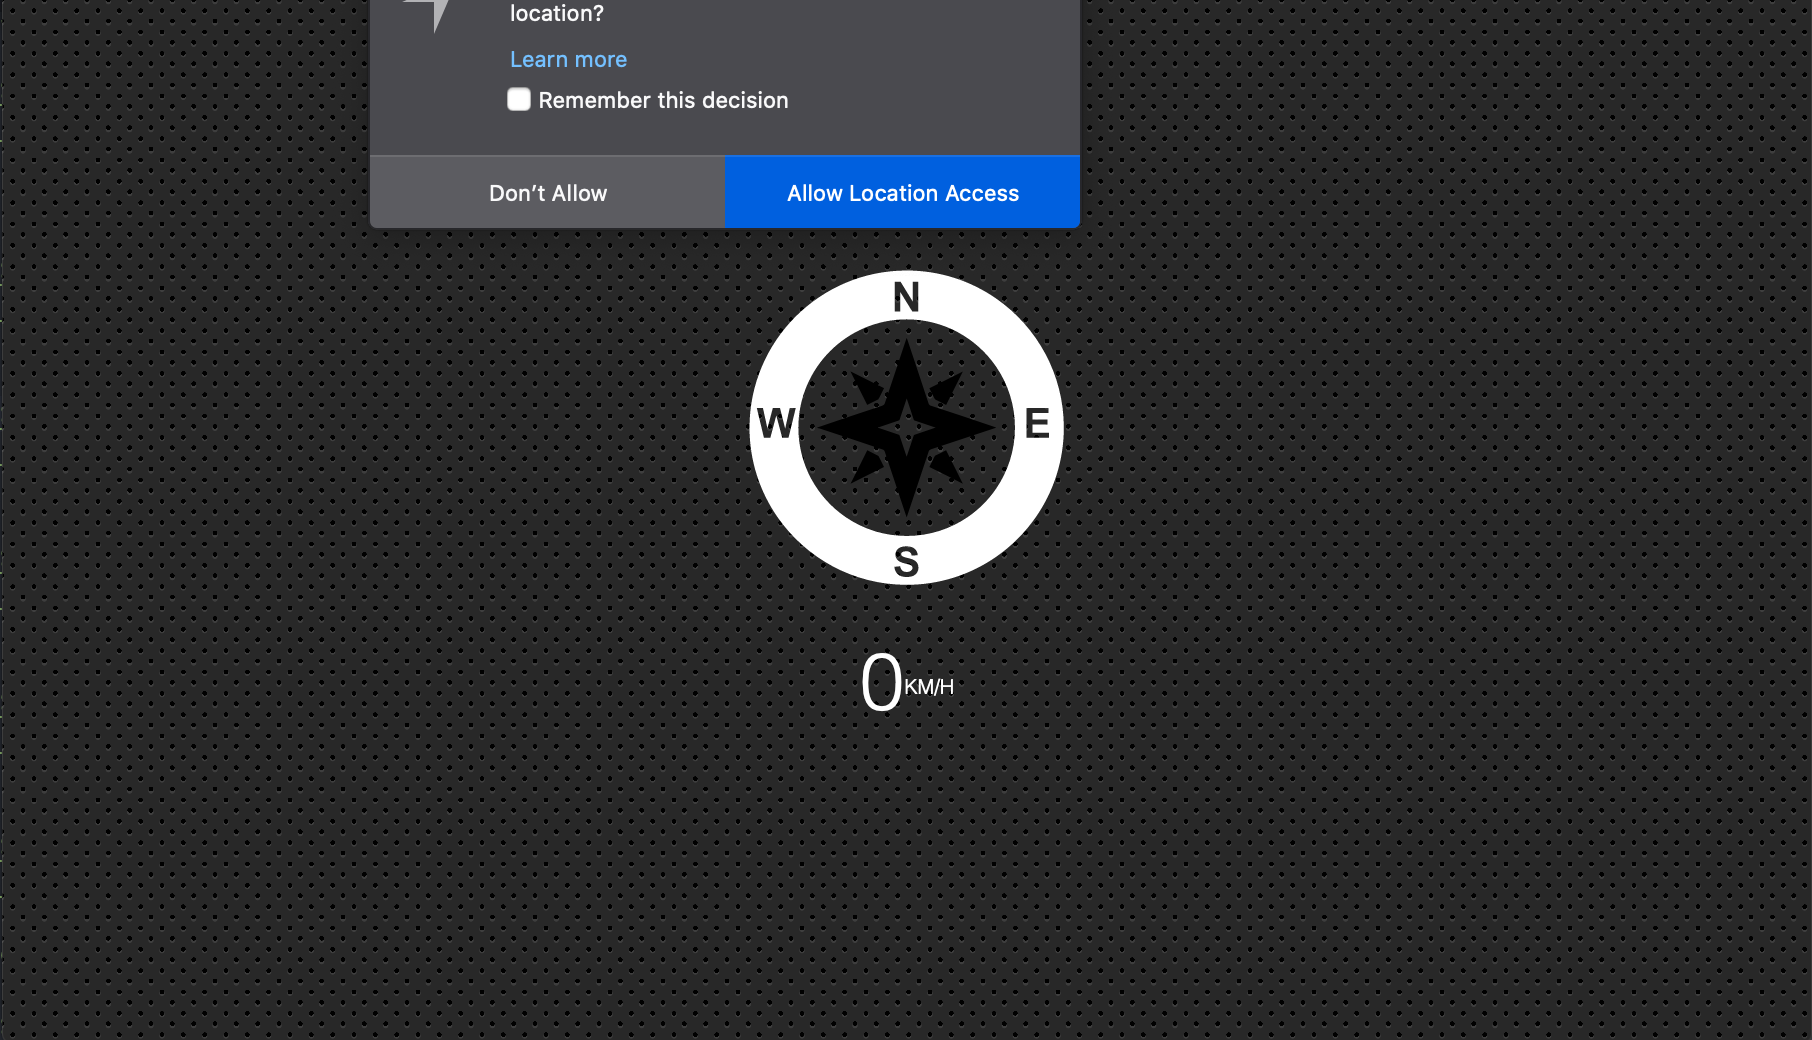 location?
Learn more
Remember this decision
Don’t Allow
Allow Location Access
N
W
E
S
0 KM/H